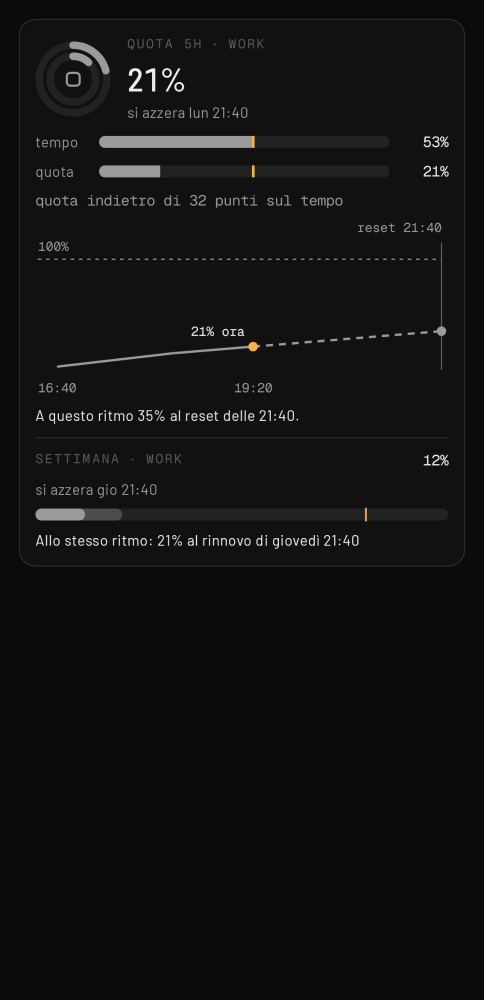 QUOTA 5H · WORK
21%
si azzera lun 21:40
tempo 53%
quota 21%
quota indietro di 32 punti sul tempo
reset 21:40
100%
21% ora
16:40 19:20
A questo ritmo 35% al reset delle 21:40.
SETTIMANA · WORK 12%
si azzera gio 21:40
Allo stesso ritmo: 21% al rinnovo di giovedì 21:40